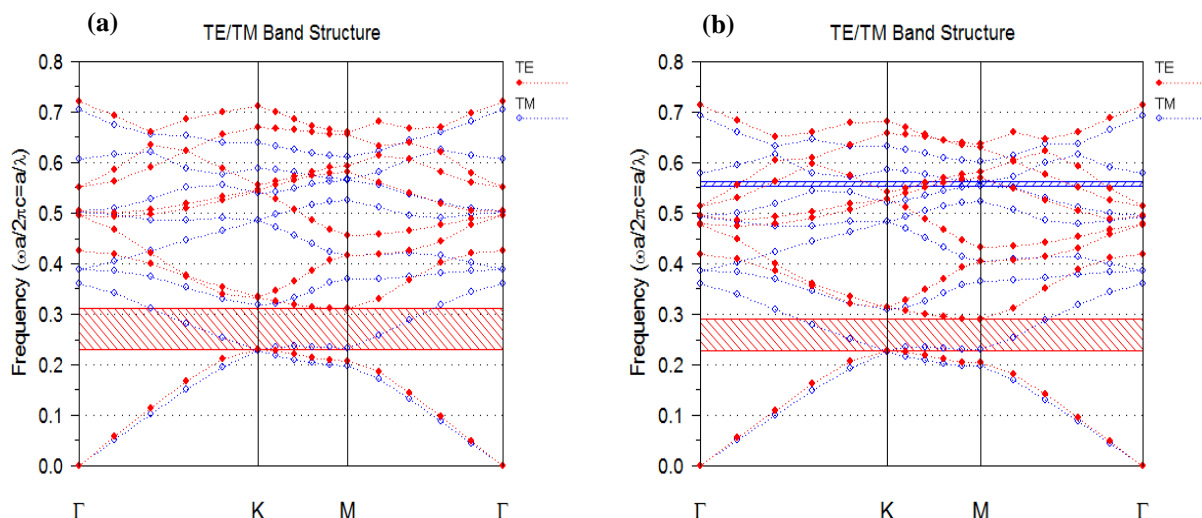 (a)
TE/TM Band Structure
TE
TM
Frequency (ωa/2πc=a/λ)
0.8
0.7
0.6
0.5
0.4
0.3
0.2
0.1
0.0
Γ K M Γ
(b)
TE/TM Band Structure
TE
TM
Frequency (ωa/2πc=a/λ)
0.8
0.7
0.6
0.5
0.4
0.3
0.2
0.1
0.0
Γ K M Γ